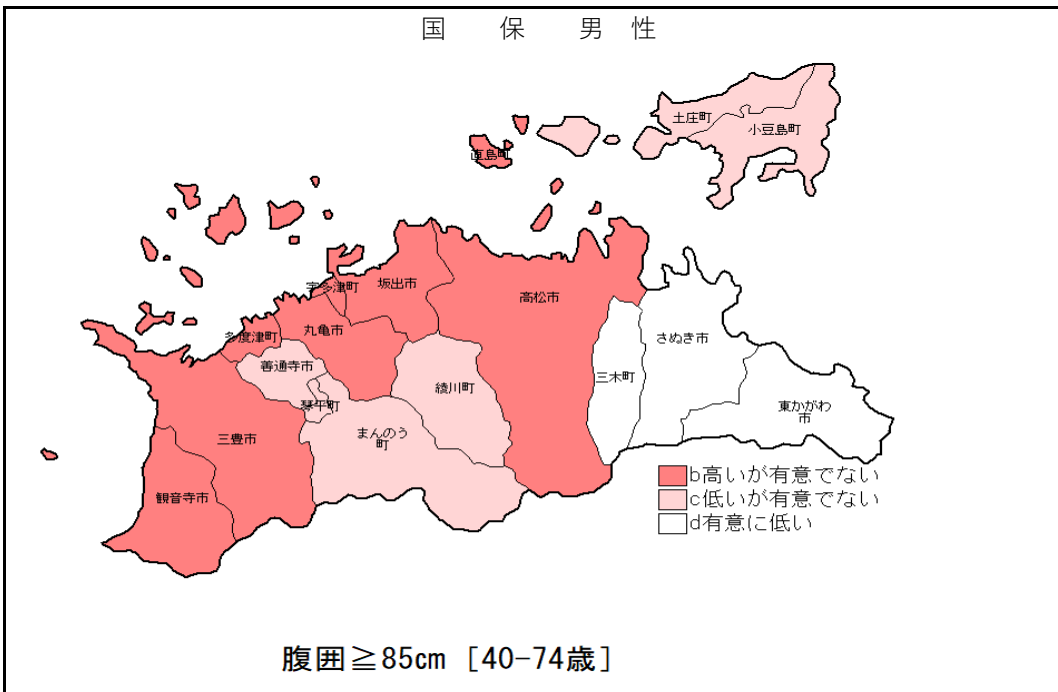 国保男性
土庄町
小豆島町
直島町
宇多津町
坂出市
高松市
多度津町
丸亀市
さぬき市
善通寺市
三木町
綾川町
琴平町
東かがわ
市
まんのう
町
三豊市
観音寺市
b高いが有意でない
c低いが有意でない
d有意に低い
腹囲≧85cm［40-74歳］